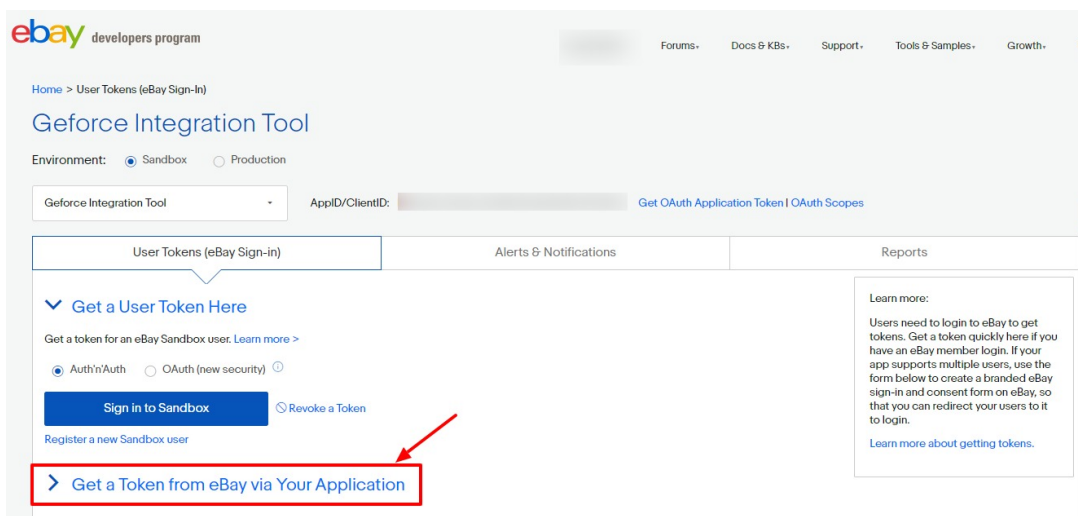 ebay developers program
Forums
Docs & KBs
Support
Tools & Samples
Growth
Home > User Tokens (eBay Sign-In)
Geforce Integration Tool
Environment:
Sandbox
Production
Geforce Integration Tool
AppID/ClientID:
Get OAuth Application Token | OAuth Scopes
User Tokens (eBay Sign-in)
Alerts & Notifications
Reports
Get a User Token Here
Get a token for an eBay Sandbox user. Learn more >
Auth'n'Auth
OAuth (new security)
Sign in to Sandbox
Revoke a Token
Register a new Sandbox user
Get a Token from eBay via Your Application
Learn more:
Users need to login to eBay to get
tokens. Get a token quickly here if you
have an eBay member login. If your
app supports multiple users, use the
form below to create a branded eBay
sign-in and consent form on eBay, so
that you can redirect your users to it
to login.
Learn more about getting tokens.